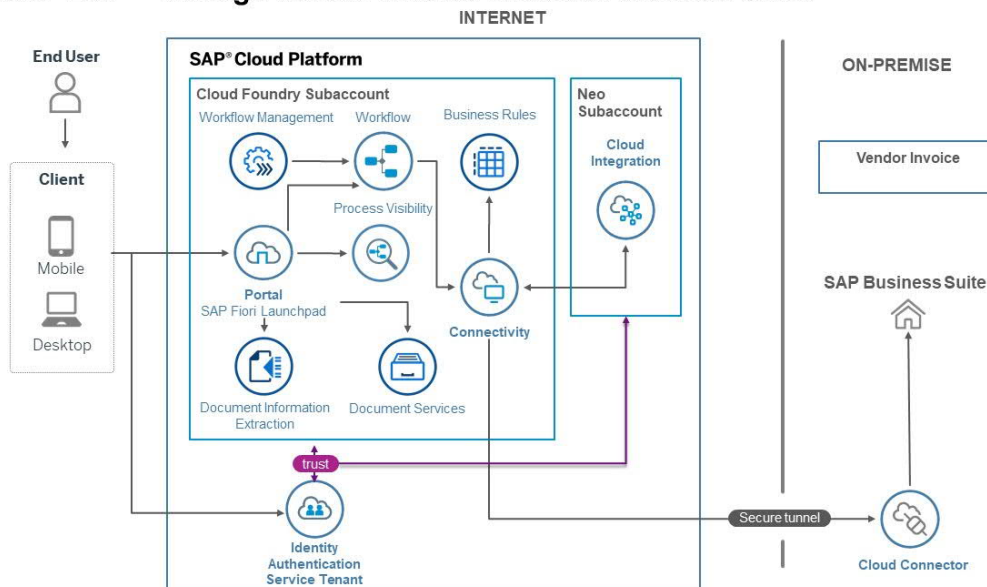 INTERNET
End User
Client
Mobile
Desktop
SAP® Cloud Platform
Cloud Foundry Subaccount
Workflow Management
Workflow
Business Rules
Process Visibility
Portal
SAP Fiori Launchpad
Connectivity
Document Information
Extraction
Document Services
Neo
Subaccount
Cloud
Integration
trust
Identity
Authentication
Service Tenant
ON-PREMISE
Vendor Invoice
SAP Business Suite
Secure tunnel
Cloud Connector